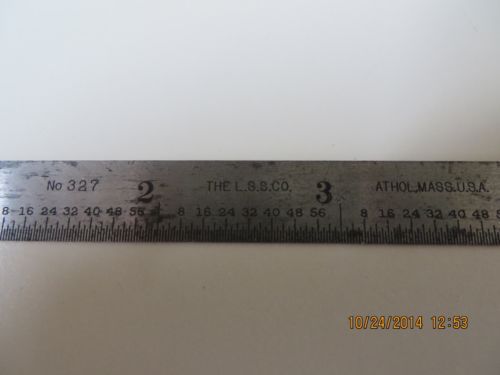 No 327 2 THE L.S.S.CO. 3 ATHOL, MASS. U.S.A.
8 16 24 32 40 48 56 8 16 24 32 40 48 56 8 16 24 32 40 48
10/24/2014 12:53